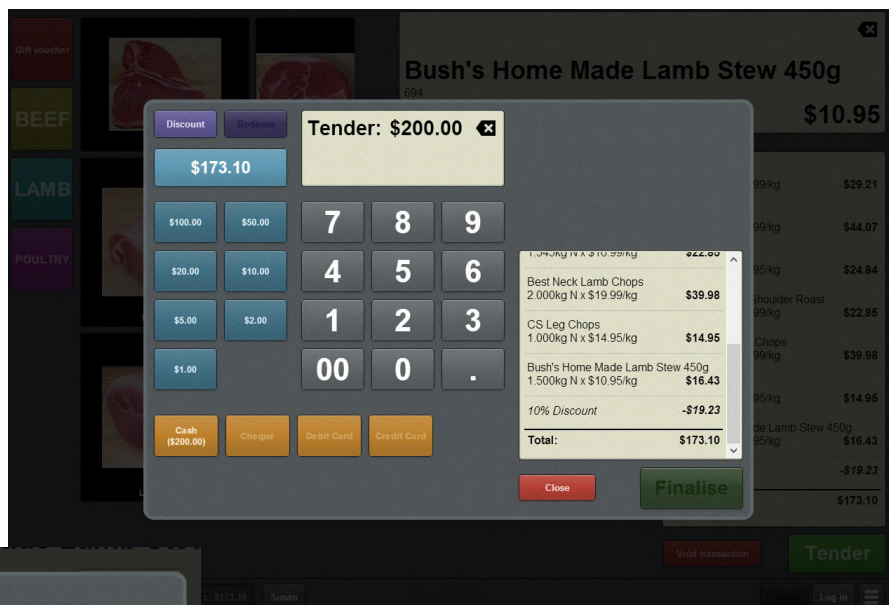 Gift voucher
BEEF
LAMB
POULTRY
Bush's Home Made Lamb Stew 450g
694
$10.95
Discount
Redeem
Tender: $200.00
$173.10
$100.00 $50.00
7 8 9
$20.00 $10.00
4 5 6
$5.00 $2.00
1 2 3
$1.00
00 0 .
Cash
($200.00)
Cheque
Debit Card
Credit Card
1.545kg N x $10.99/kg $22.85
Best Neck Lamb Chops
2.000kg N x $19.99/kg $39.98
CS Leg Chops
1.000kg N x $14.95/kg $14.95
Bush's Home Made Lamb Stew 450g
1.500kg N x $10.95/kg $16.43
10% Discount -$19.23
Total: $173.10
Close
Finalise
99/kg $29.21
99/kg $44.07
95/kg $24.84
Shoulder Roast
99/kg $22.85
Chops
99/kg $39.98
95/kg $14.95
de Lamb Stew 450g
95/kg $16.43
-$19.23
$173.10
Void transaction
Tender
: $173.10
Susan
Log in